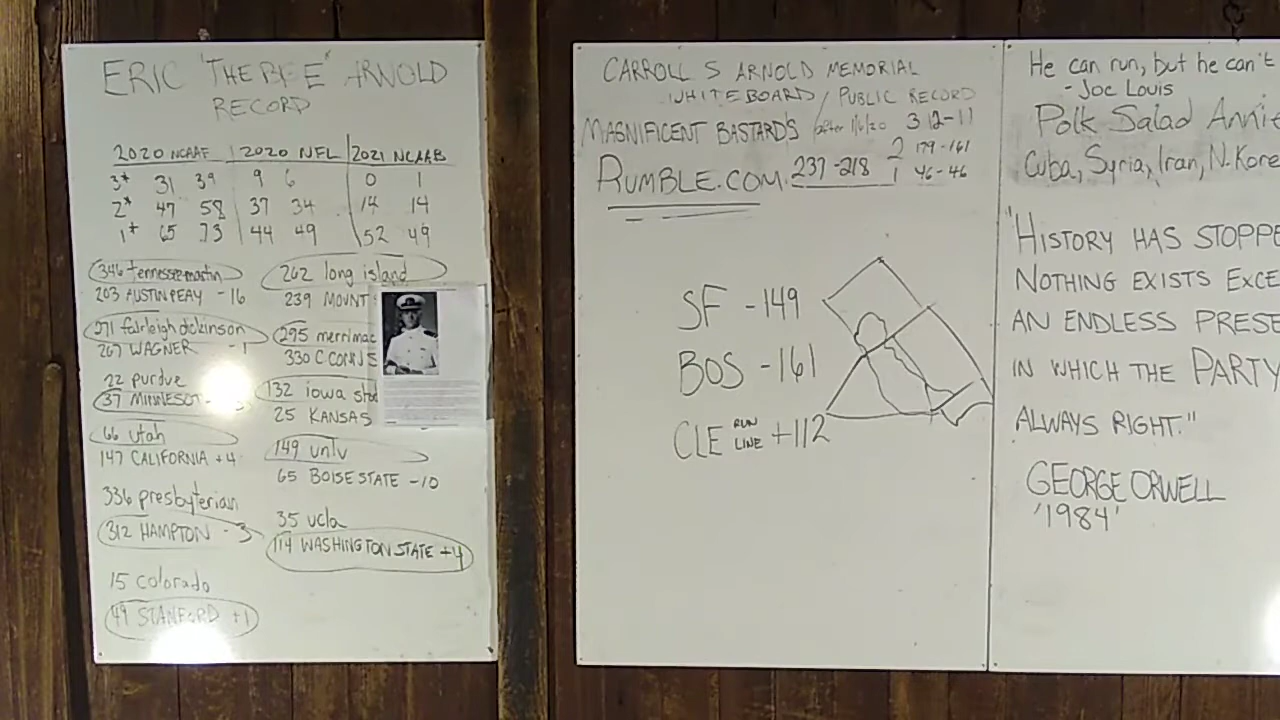 ERIC "THE BEE" ARNOLD
RECORD
2020 NCAAF 2020 NFL 2021 NCAAB
3* 31 39 9 6 0 1
2* 47 58 37 34 14 14
1* 65 73 44 49 52 49
346 tennessee martin
203 AUSTIN PEAY -16
271 fairleigh dickinson
267 WAGNER -1
22 purdue
37 MINNESOT
66 utah
147 CALIFORNIA +4
336 presbyterian
312 HAMPTON -3
15 colorado
49 STANFORD +1
262 long island
239 MOUNT
295 merrimac
330 C CONN S
132 iowa sta
25 KANSAS
149 unlv
65 BOISE STATE -10
35 ucla
114 WASHINGTON STATE +4
CARROLL S ARNOLD MEMORIAL
WHITEBOARD / PUBLIC RECORD
MAGNIFICENT BASTARDS after 1/6/20 3 12-11
2 179-161
RUMBLE.COM 237-218 1 46-46
SF -149
BOS -161
CLE RUN LINE +112
He can run, but he can't
- Joe Louis
Polk Salad Annie
Cuba, Syria, Iran, N. Kore
"HISTORY HAS STOPPE
NOTHING EXISTS EXCE
AN ENDLESS PRESE
IN WHICH THE PARTY
ALWAYS RIGHT."
GEORGE ORWELL
'1984'